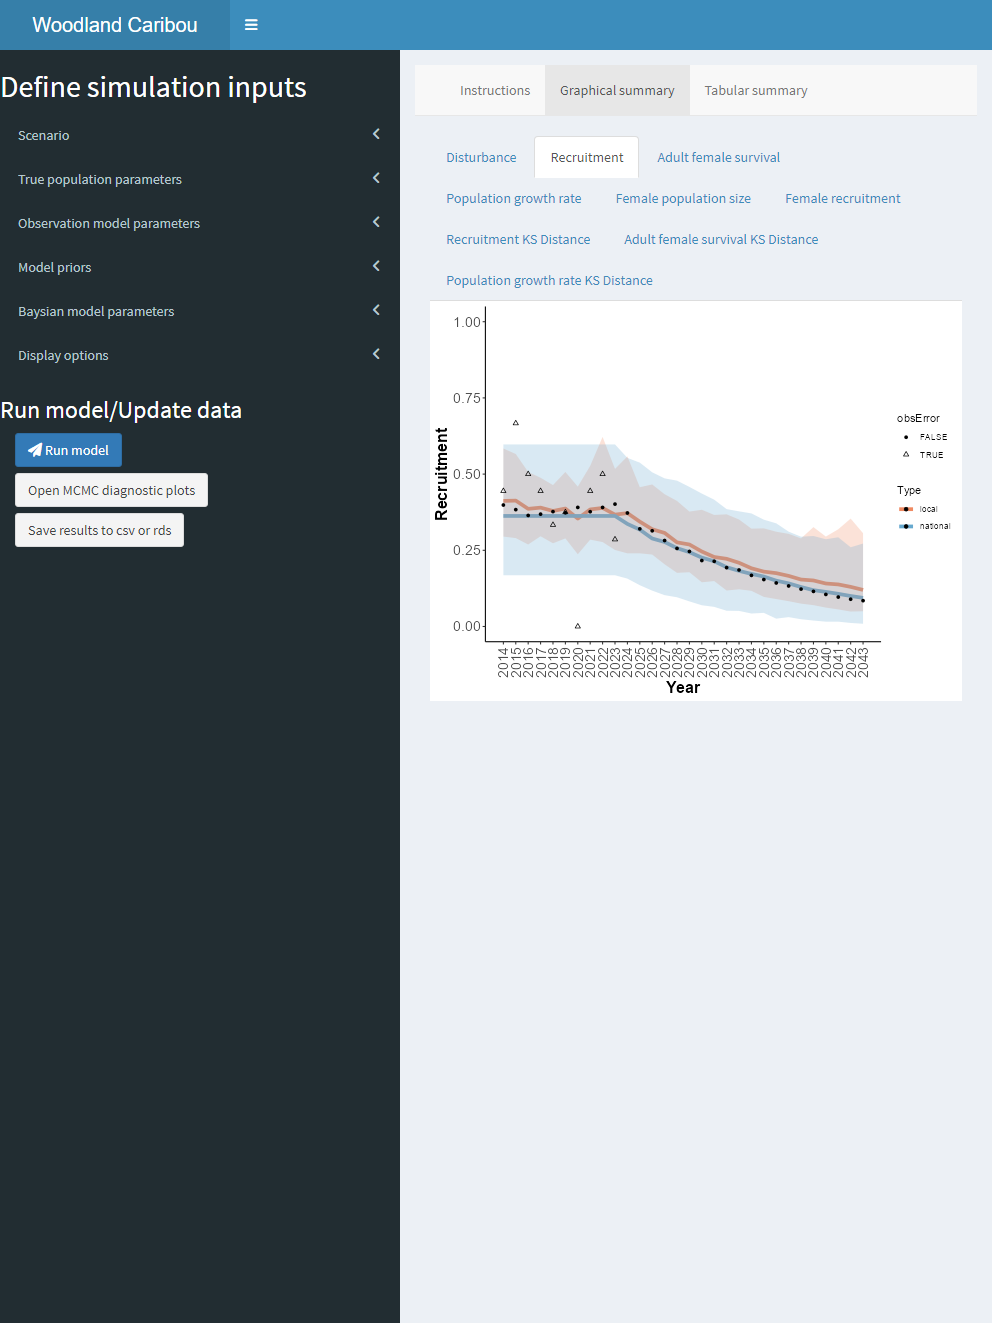 Woodland Caribou
Define simulation inputs
Scenario
True population parameters
Observation model parameters
Model priors
Baysian model parameters
Display options
Run model/Update data
Run model
Open MCMC diagnostic plots
Save results to csv or rds
Instructions Graphical summary Tabular summary
Disturbance Recruitment Adult female survival
Population growth rate Female population size Female recruitment
Recruitment KS Distance Adult female survival KS Distance
Population growth rate KS Distance
Recruitment
1.00
0.75
0.50
0.25
0.00
2014 2015 2016 2017 2018 2019 2020 2021 2022 2023 2024 2025 2026 2027 2028 2029 2030 2031 2032 2033 2034 2035 2036 2037 2038 2039 2040 2041 2042 2043
Year
obsError
FALSE
TRUE
Type
local
national